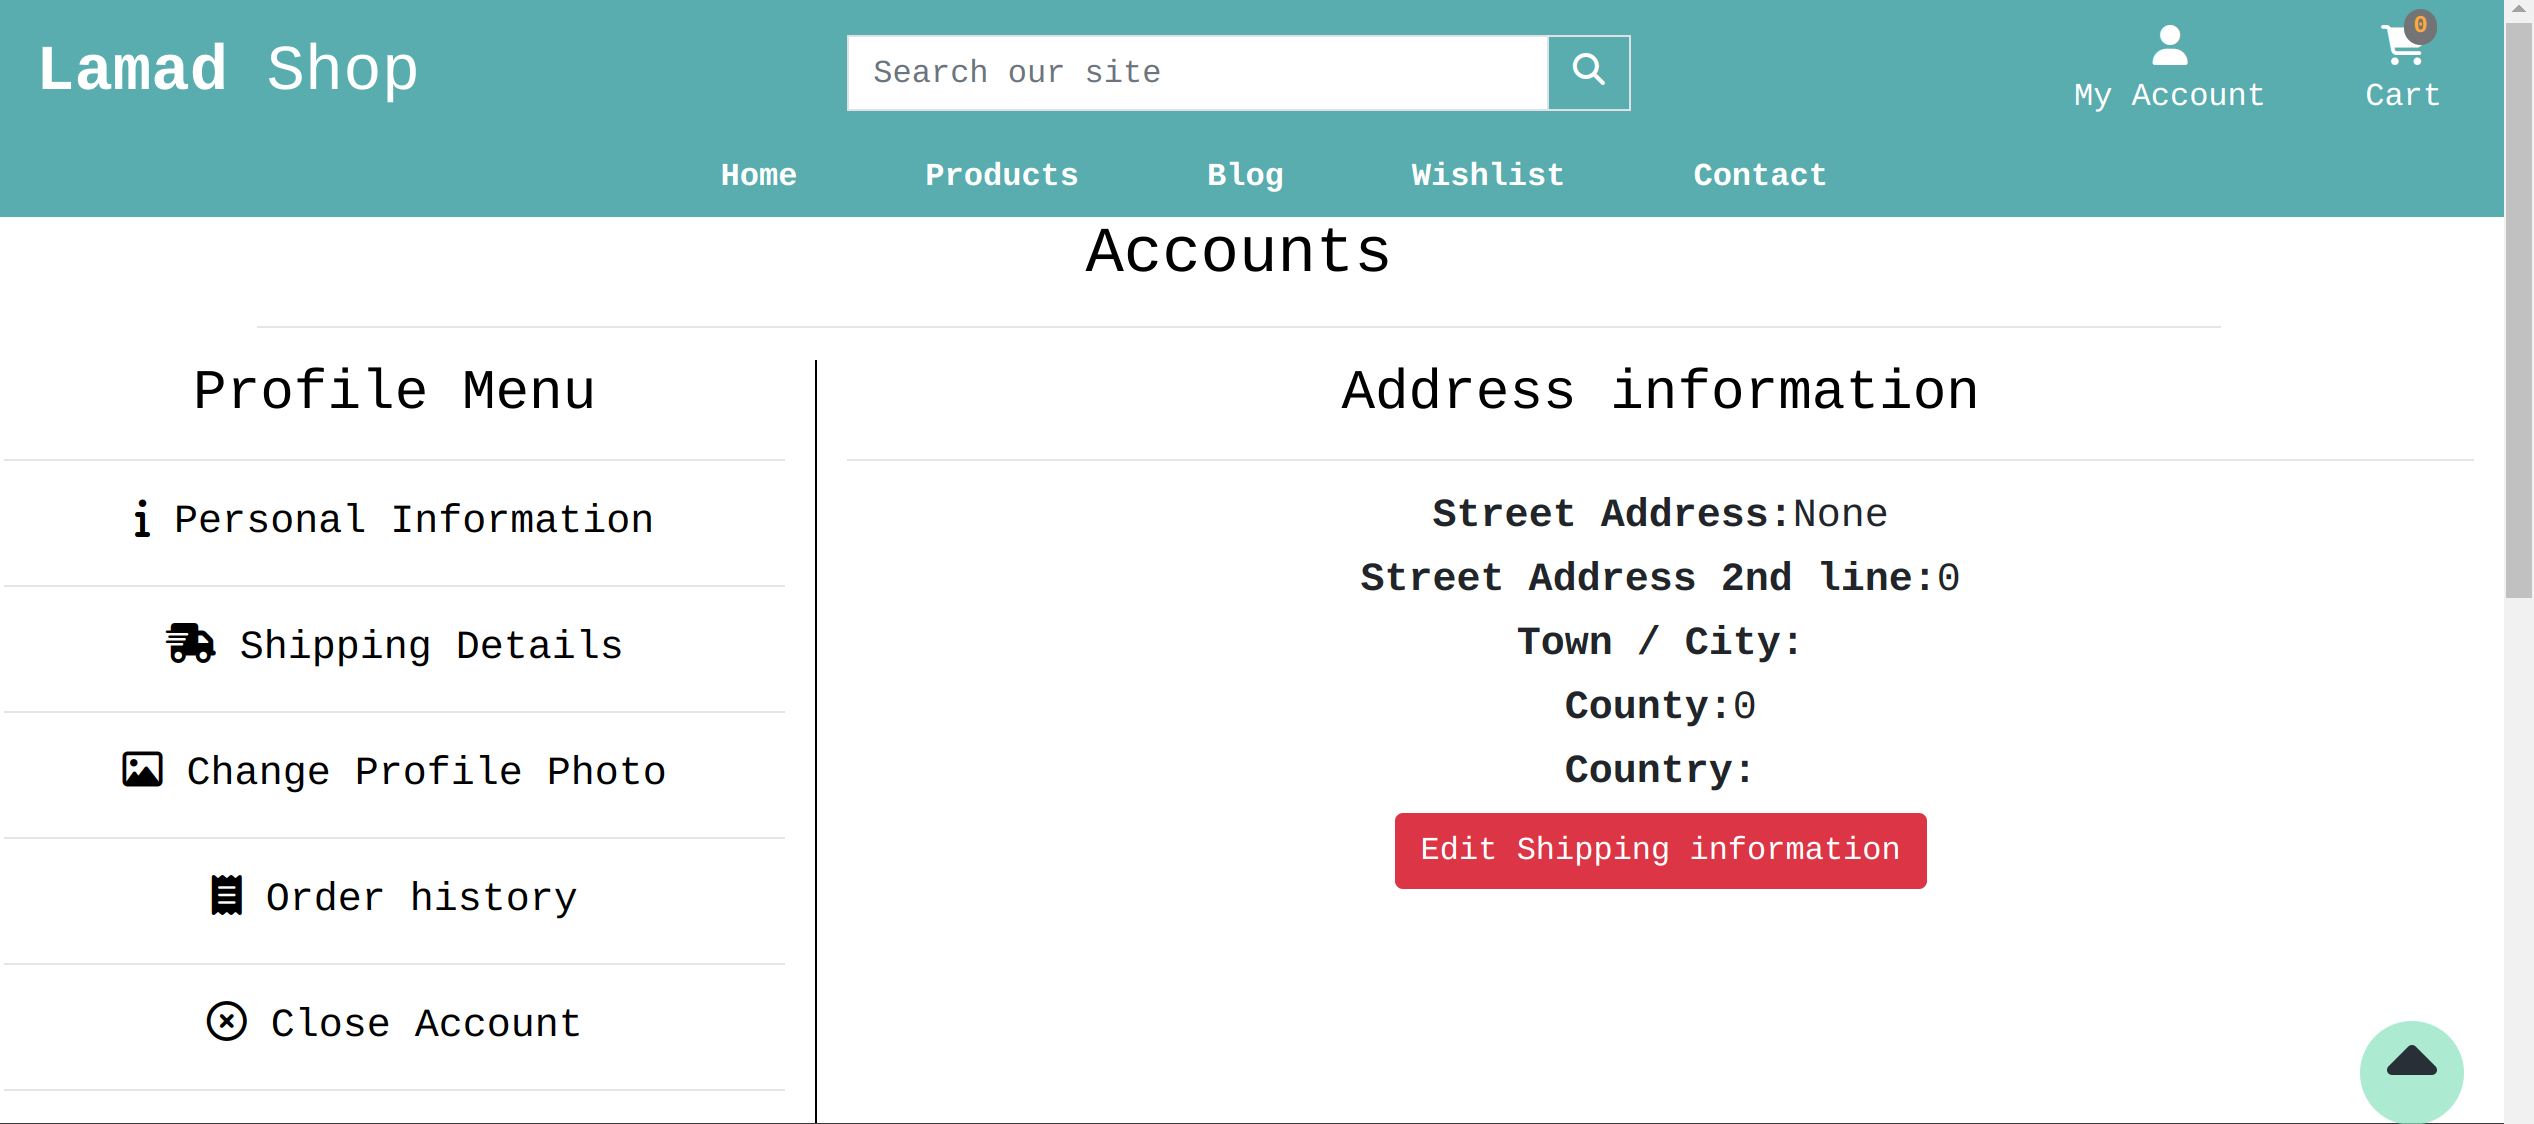 Lamad Shop
Search our site
My Account
0
Cart
Home
Products
Blog
Wishlist
Contact
Accounts
Profile Menu
Personal Information
Shipping Details
Change Profile Photo
Order history
Close Account
Address information
Street Address:None
Street Address 2nd line:0
Town / City:
County:0
Country:
Edit Shipping information